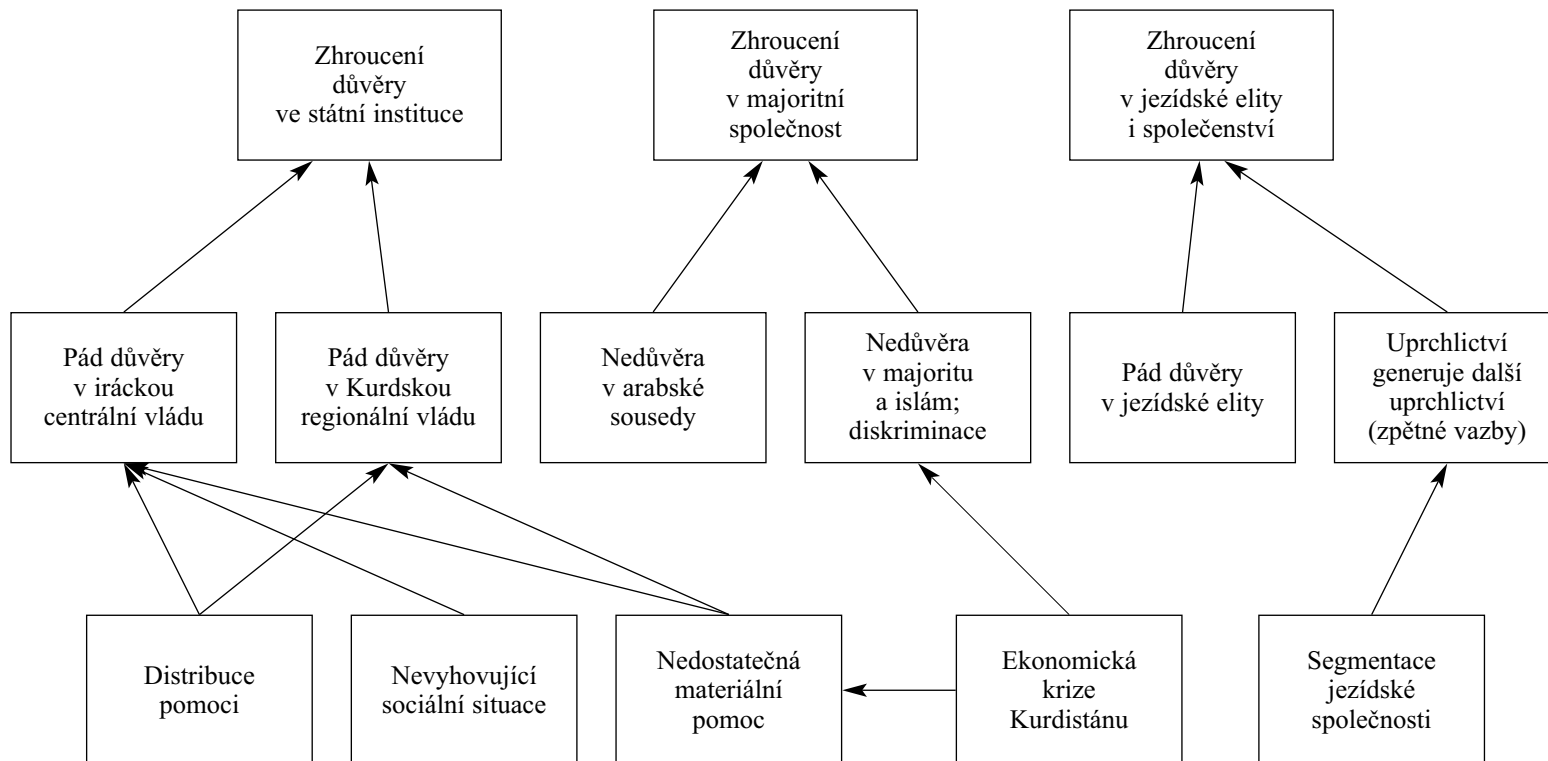 Zhroucení
důvěry
ve státní instituce
Zhroucení
důvěry
v majoritní
společnost
Zhroucení
důvěry
v jezídské elity
i společenství
Pád důvěry
v iráckou
centrální vládu
Pád důvěry
v Kurdskou
regionální vládu
Nedůvěra
v arabské
sousedy
Nedůvěra
v majoritu
a islám;
diskriminace
Pád důvěry
v jezídské elity
Uprchlictví
generuje další
uprchlictví
(zpětné vazby)
Distribuce
pomoci
Nevyhovující
sociální situace
Nedostatečná
materiální
pomoc
Ekonomická
krize
Kurdistánu
Segmentace
jezídské
společnosti